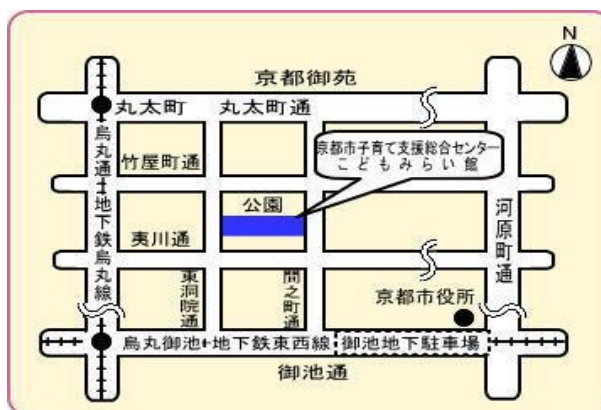 N
京都御苑
丸太町
丸太町通
京都市子育て支援総合センター
こどもみらい館
竹屋町通
公園
夷川通
烏丸通
地下鉄烏丸線
東洞院通
間之町通
河原町通
京都市役所
烏丸御池
地下鉄東西線
御池地下駐車場
御池通